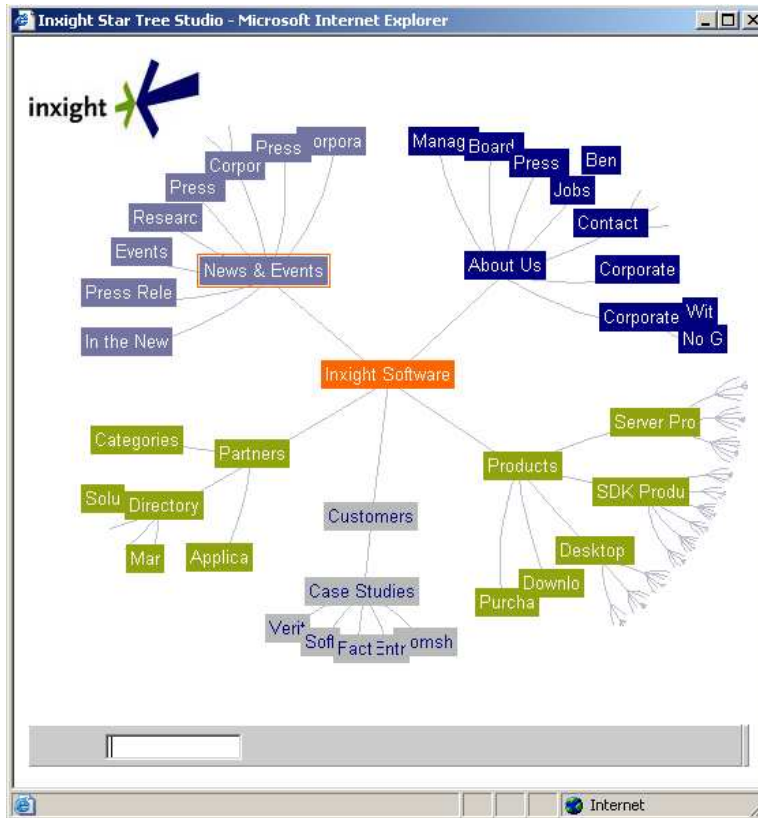 Inxight Star Tree Studio - Microsoft Internet Explorer
inxight
Press
orpora
Corpor
Press
Researc
Events
News & Events
Press Rele
In the New
Manag
Board
Press
Ben
Jobs
Contact
About Us
Corporate
Corporate
Wit
No G
Inxight Software
Categories
Partners
Solu
Directory
Mar
Applica
Customers
Case Studies
Verit
Soft
Fact
Entr
omsh
Products
Server Pro
SDK Produ
Desktop
Downlo
Purcha
Internet